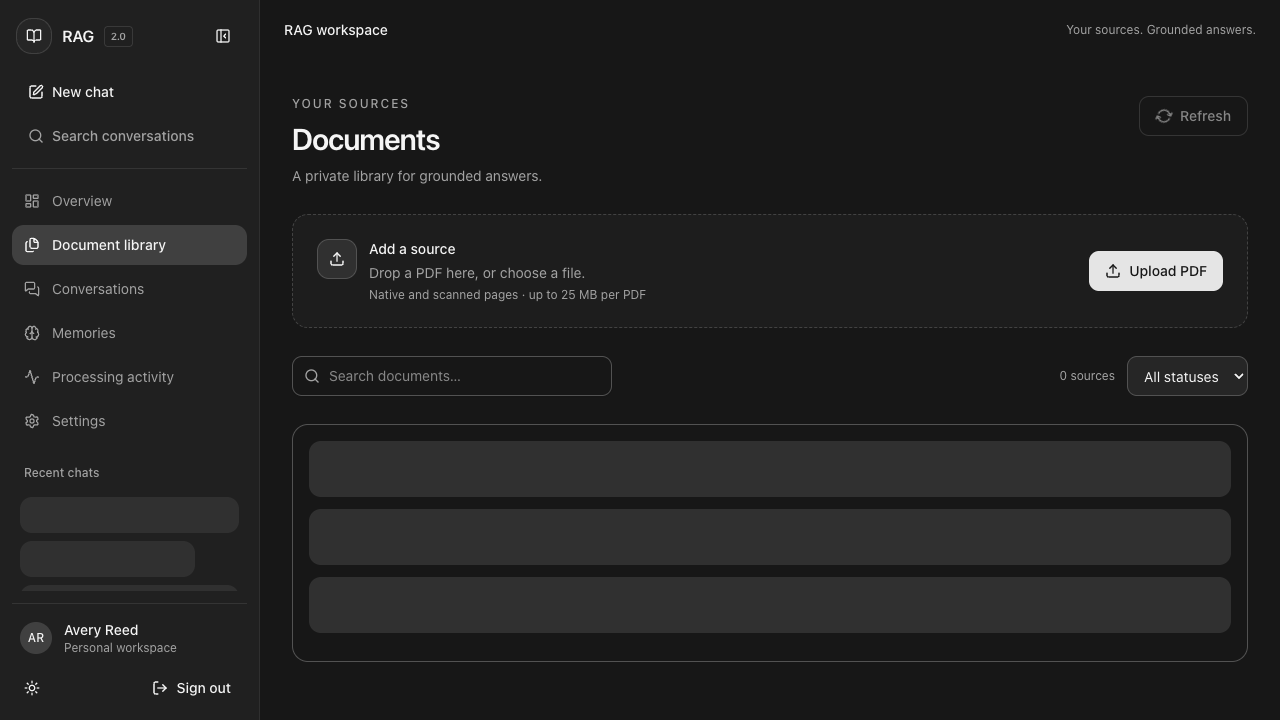 RAG 2.0
New chat
Search conversations
Overview
Document library
Conversations
Memories
Processing activity
Settings
Recent chats
AR
Avery Reed
Personal workspace
Sign out
RAG workspace
Your sources. Grounded answers.
YOUR SOURCES
Documents
A private library for grounded answers.
Refresh
Add a source
Drop a PDF here, or choose a file.
Native and scanned pages · up to 25 MB per PDF
Upload PDF
Search documents...
0 sources
All statuses